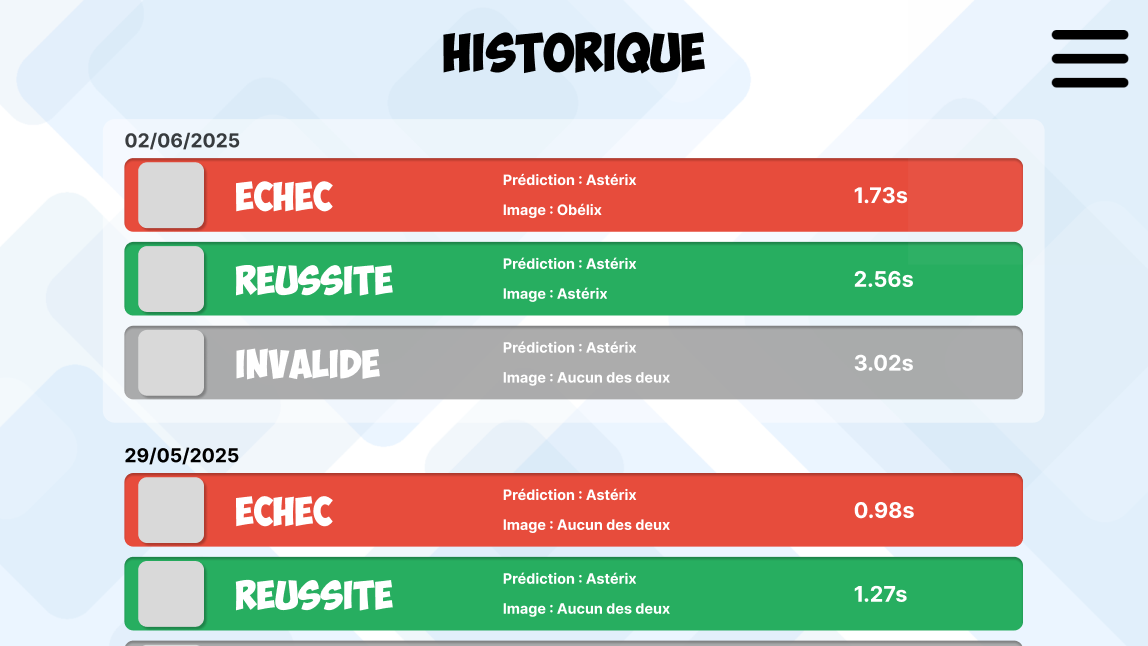 HISTORIQUE
02/06/2025
ECHEC
Prédiction : Astérix
Image : Obélix
1.73s
REUSSITE
Prédiction : Astérix
Image : Astérix
2.56s
INVALIDE
Prédiction : Astérix
Image : Aucun des deux
3.02s
29/05/2025
ECHEC
Prédiction : Astérix
Image : Aucun des deux
0.98s
REUSSITE
Prédiction : Astérix
Image : Aucun des deux
1.27s